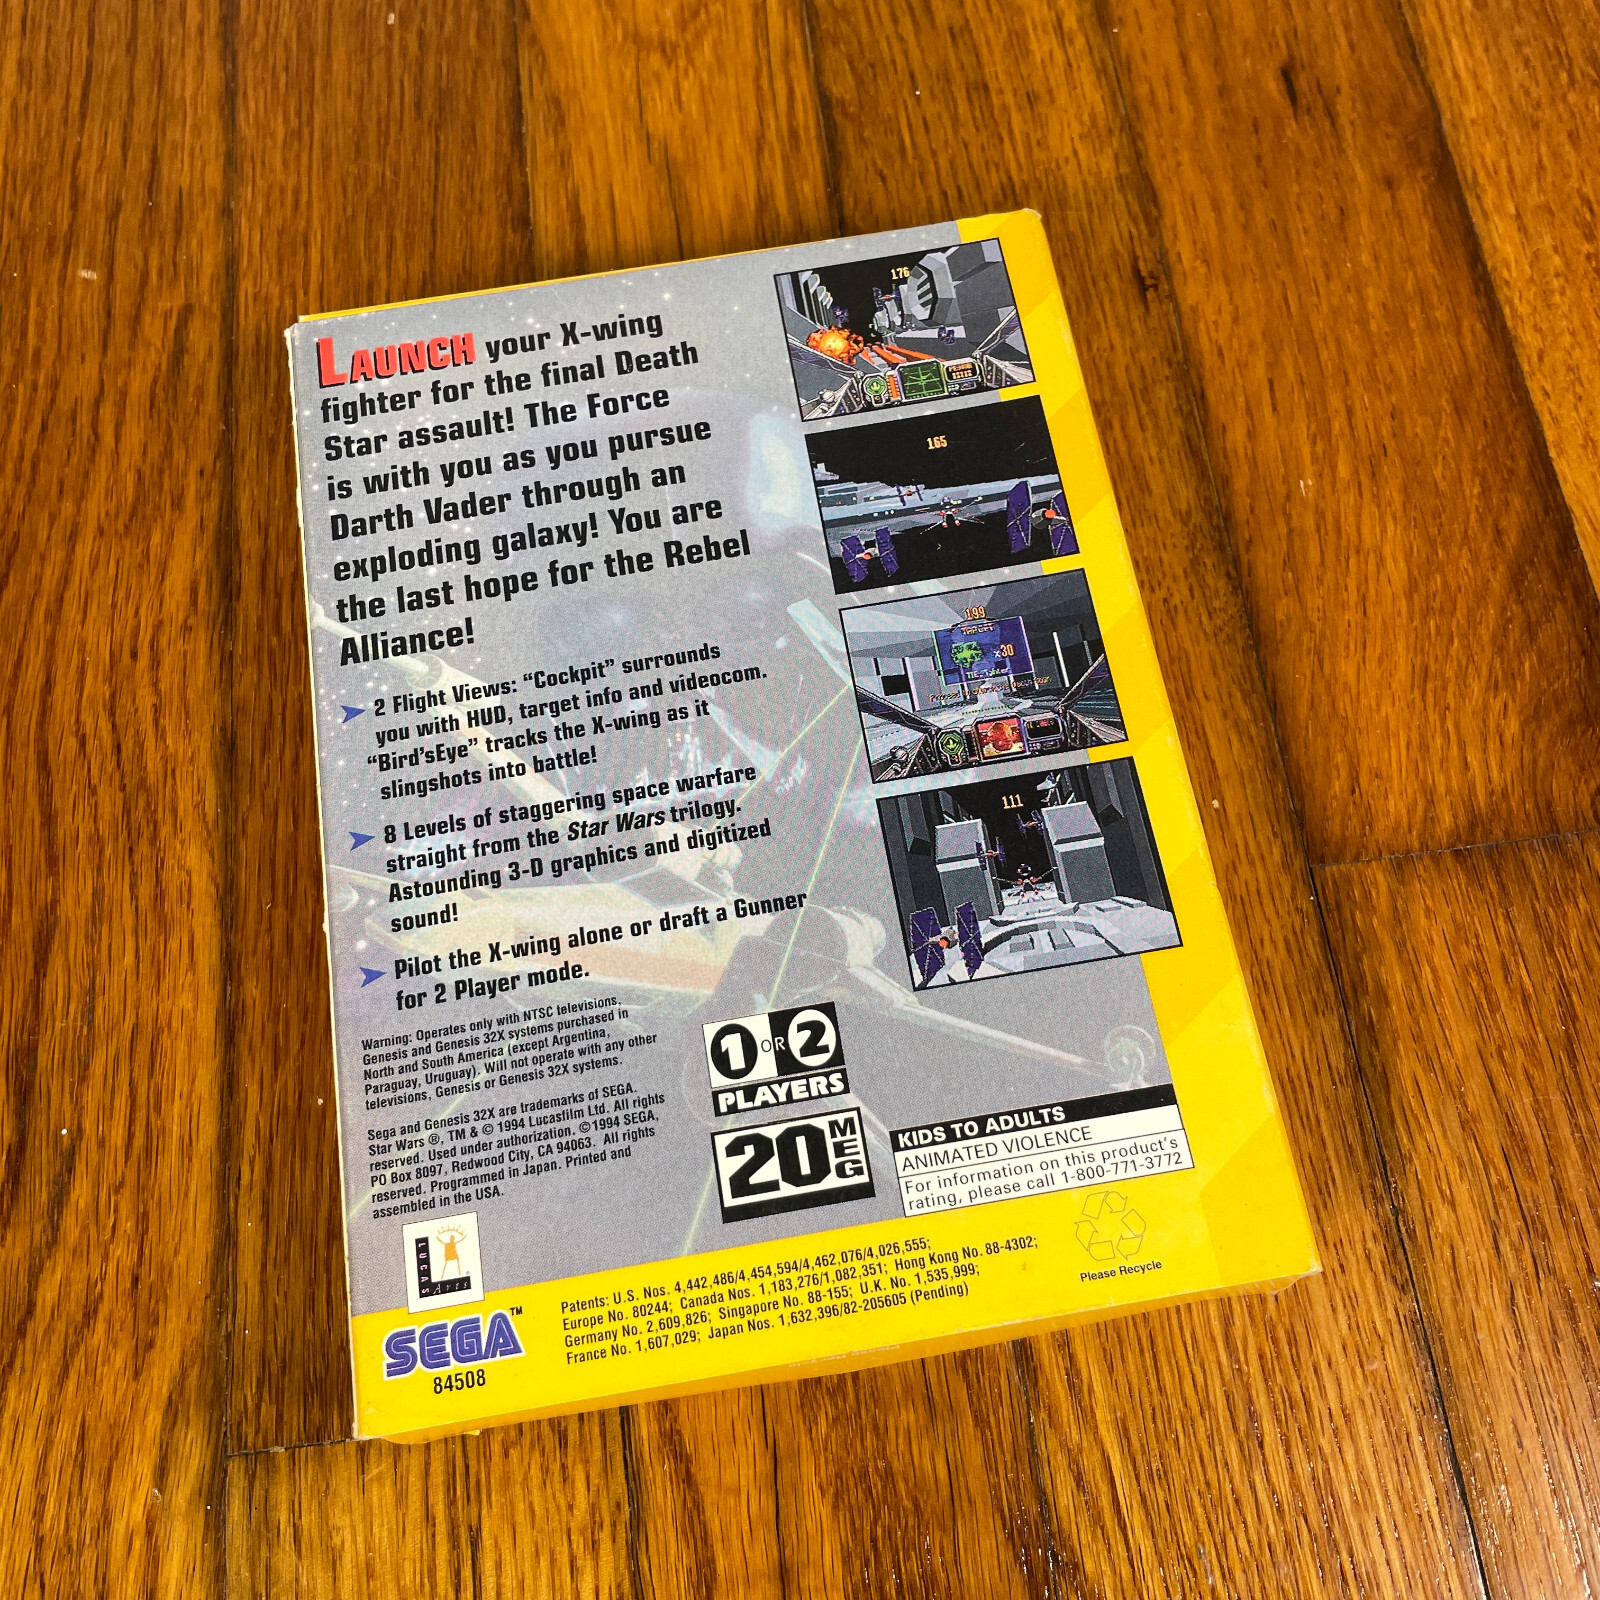 LAUNCH your X-wing
fighter for the final Death
Star assault! The Force
is with you as you pursue
Darth Vader through an
exploding galaxy! You are
the last hope for the Rebel
Alliance!
2 Flight Views: “Cockpit” surrounds
you with HUD, target info and videocom.
“Bird’sEye” tracks the X-wing as it
slingshots into battle!
8 Levels of staggering space warfare
straight from the Star Wars trilogy.
Astounding 3-D graphics and digitized
sound!
Pilot the X-wing alone or draft a Gunner
for 2 Player mode.
Warning: Operates only with NTSC televisions,
Genesis and Genesis 32X systems purchased in
North and South America (except Argentina,
Paraguay, Uruguay). Will not operate with any other
televisions, Genesis or Genesis 32X systems.
Sega and Genesis 32X are trademarks of SEGA.
Star Wars ®, TM & © 1994 Lucasfilm Ltd. All rights
reserved. Used under authorization. ©1994 SEGA,
PO Box 8097, Redwood City, CA 94063. All rights
reserved. Programmed in Japan. Printed and
assembled in the USA.
176
165
199
TARGET
x30
TIE-fighter
111
1 OR 2
PLAYERS
20 MEG
KIDS TO ADULTS
ANIMATED VIOLENCE
For information on this product’s
rating, please call 1-800-771-3772
Please Recycle
LUCAS
Arts
SEGA™
84508
Patents: U.S. Nos. 4,442,486/4,454,594/4,462,076/4,026,555;
Europe No. 80244; Canada Nos. 1,183,276/1,082,351; Hong Kong No. 88-4302;
Germany No. 2,609,826; Singapore No. 88-155; U.K. No. 1,535,999;
France No. 1,607,029; Japan Nos. 1,632,396/82-205605 (Pending)